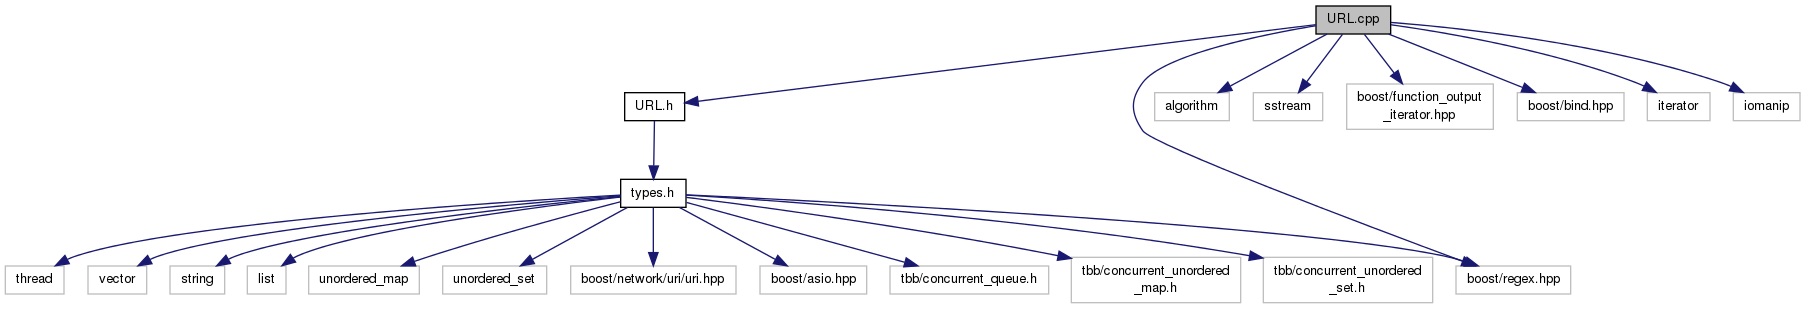 URL.cpp
URL.h
algorithm
sstream
boost/function_output
_iterator.hpp
boost/bind.hpp
iterator
iomanip
types.h
thread
vector
string
list
unordered_map
unordered_set
boost/network/uri/uri.hpp
boost/asio.hpp
tbb/concurrent_queue.h
tbb/concurrent_unordered
_map.h
tbb/concurrent_unordered
_set.h
boost/regex.hpp